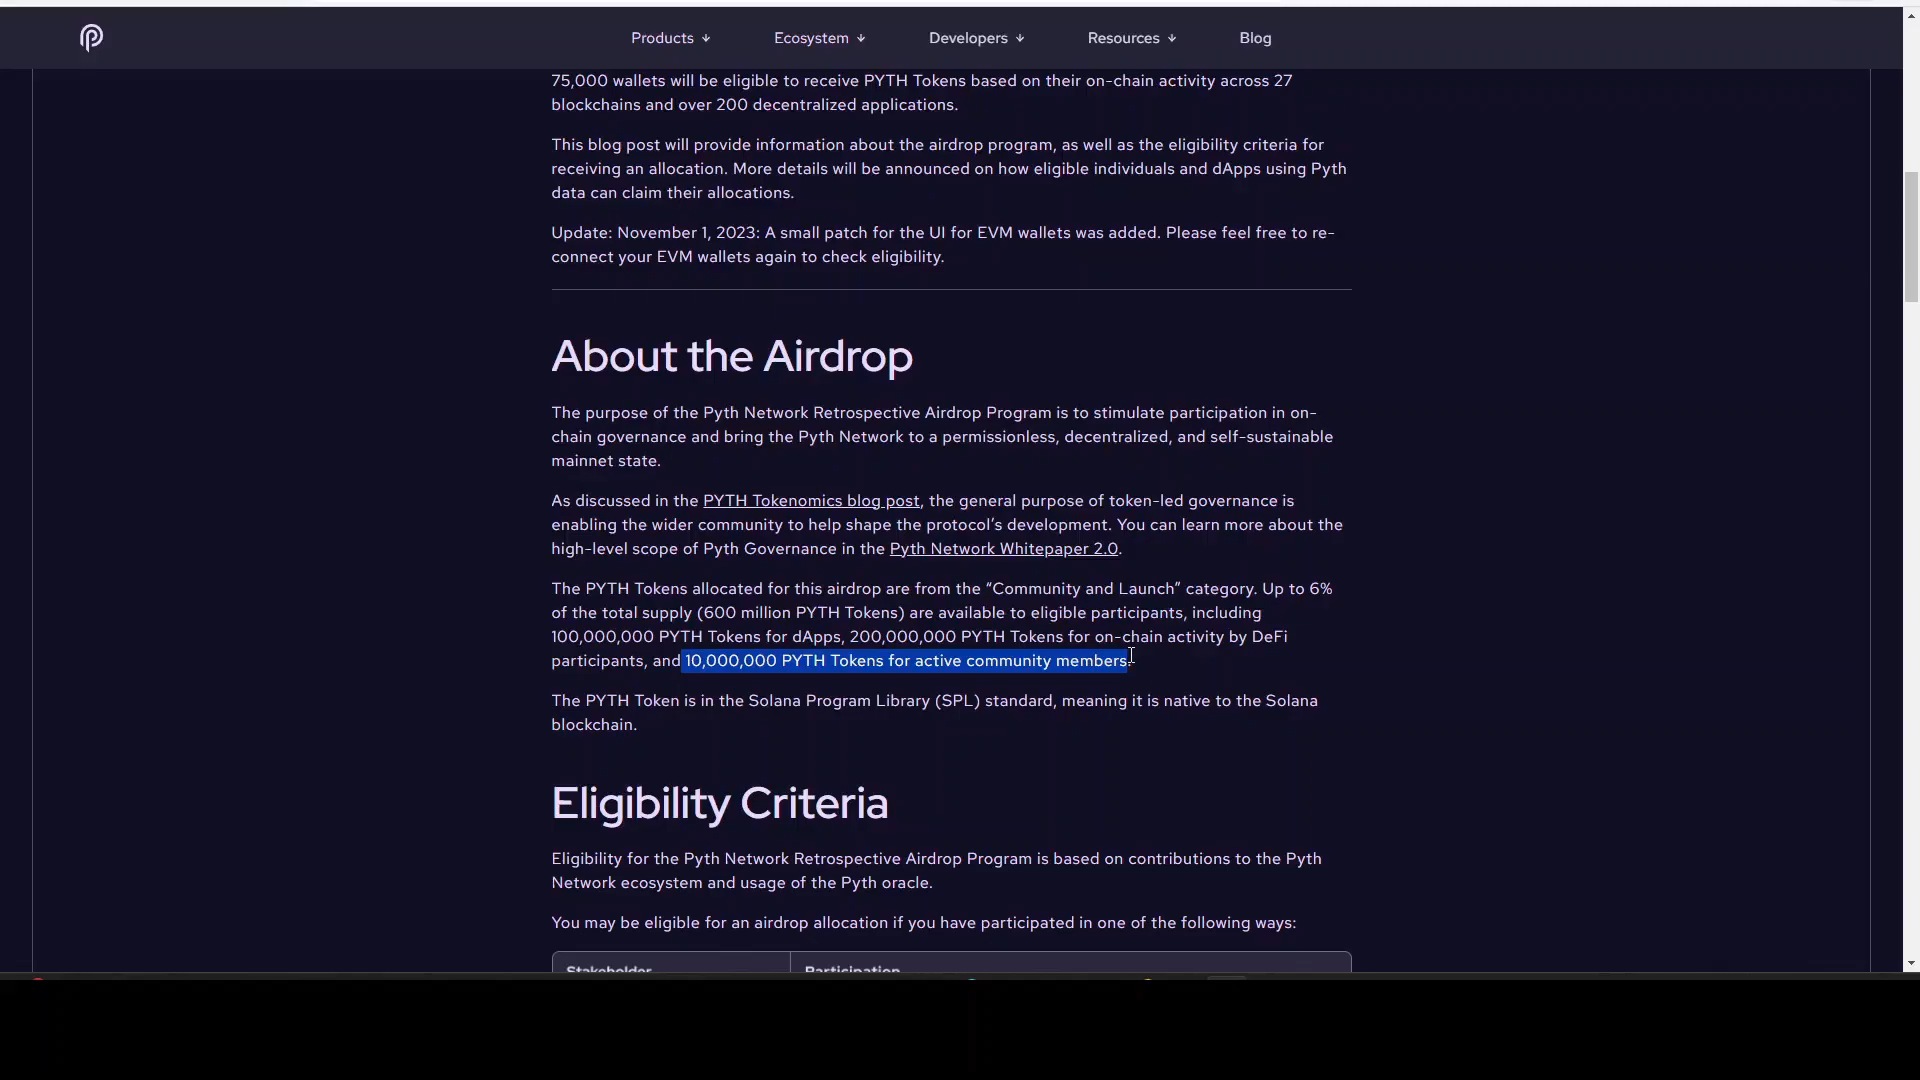 Products ↓ Ecosystem ↓ Developers ↓ Resources ↓ Blog
75,000 wallets will be eligible to receive PYTH Tokens based on their on-chain activity across 27
blockchains and over 200 decentralized applications.
This blog post will provide information about the airdrop program, as well as the eligibility criteria for
receiving an allocation. More details will be announced on how eligible individuals and dApps using Pyth
data can claim their allocations.
Update: November 1, 2023: A small patch for the UI for EVM wallets was added. Please feel free to re-
connect your EVM wallets again to check eligibility.
About the Airdrop
The purpose of the Pyth Network Retrospective Airdrop Program is to stimulate participation in on-
chain governance and bring the Pyth Network to a permissionless, decentralized, and self-sustainable
mainnet state.
As discussed in the PYTH Tokenomics blog post, the general purpose of token-led governance is
enabling the wider community to help shape the protocol's development. You can learn more about the
high-level scope of Pyth Governance in the Pyth Network Whitepaper 2.0.
The PYTH Tokens allocated for this airdrop are from the “Community and Launch” category. Up to 6%
of the total supply (600 million PYTH Tokens) are available to eligible participants, including
100,000,000 PYTH Tokens for dApps, 200,000,000 PYTH Tokens for on-chain activity by DeFi
participants, and 10,000,000 PYTH Tokens for active community members.
The PYTH Token is in the Solana Program Library (SPL) standard, meaning it is native to the Solana
blockchain.
Eligibility Criteria
Eligibility for the Pyth Network Retrospective Airdrop Program is based on contributions to the Pyth
Network ecosystem and usage of the Pyth oracle.
You may be eligible for an airdrop allocation if you have participated in one of the following ways:
Stakeholder Participation